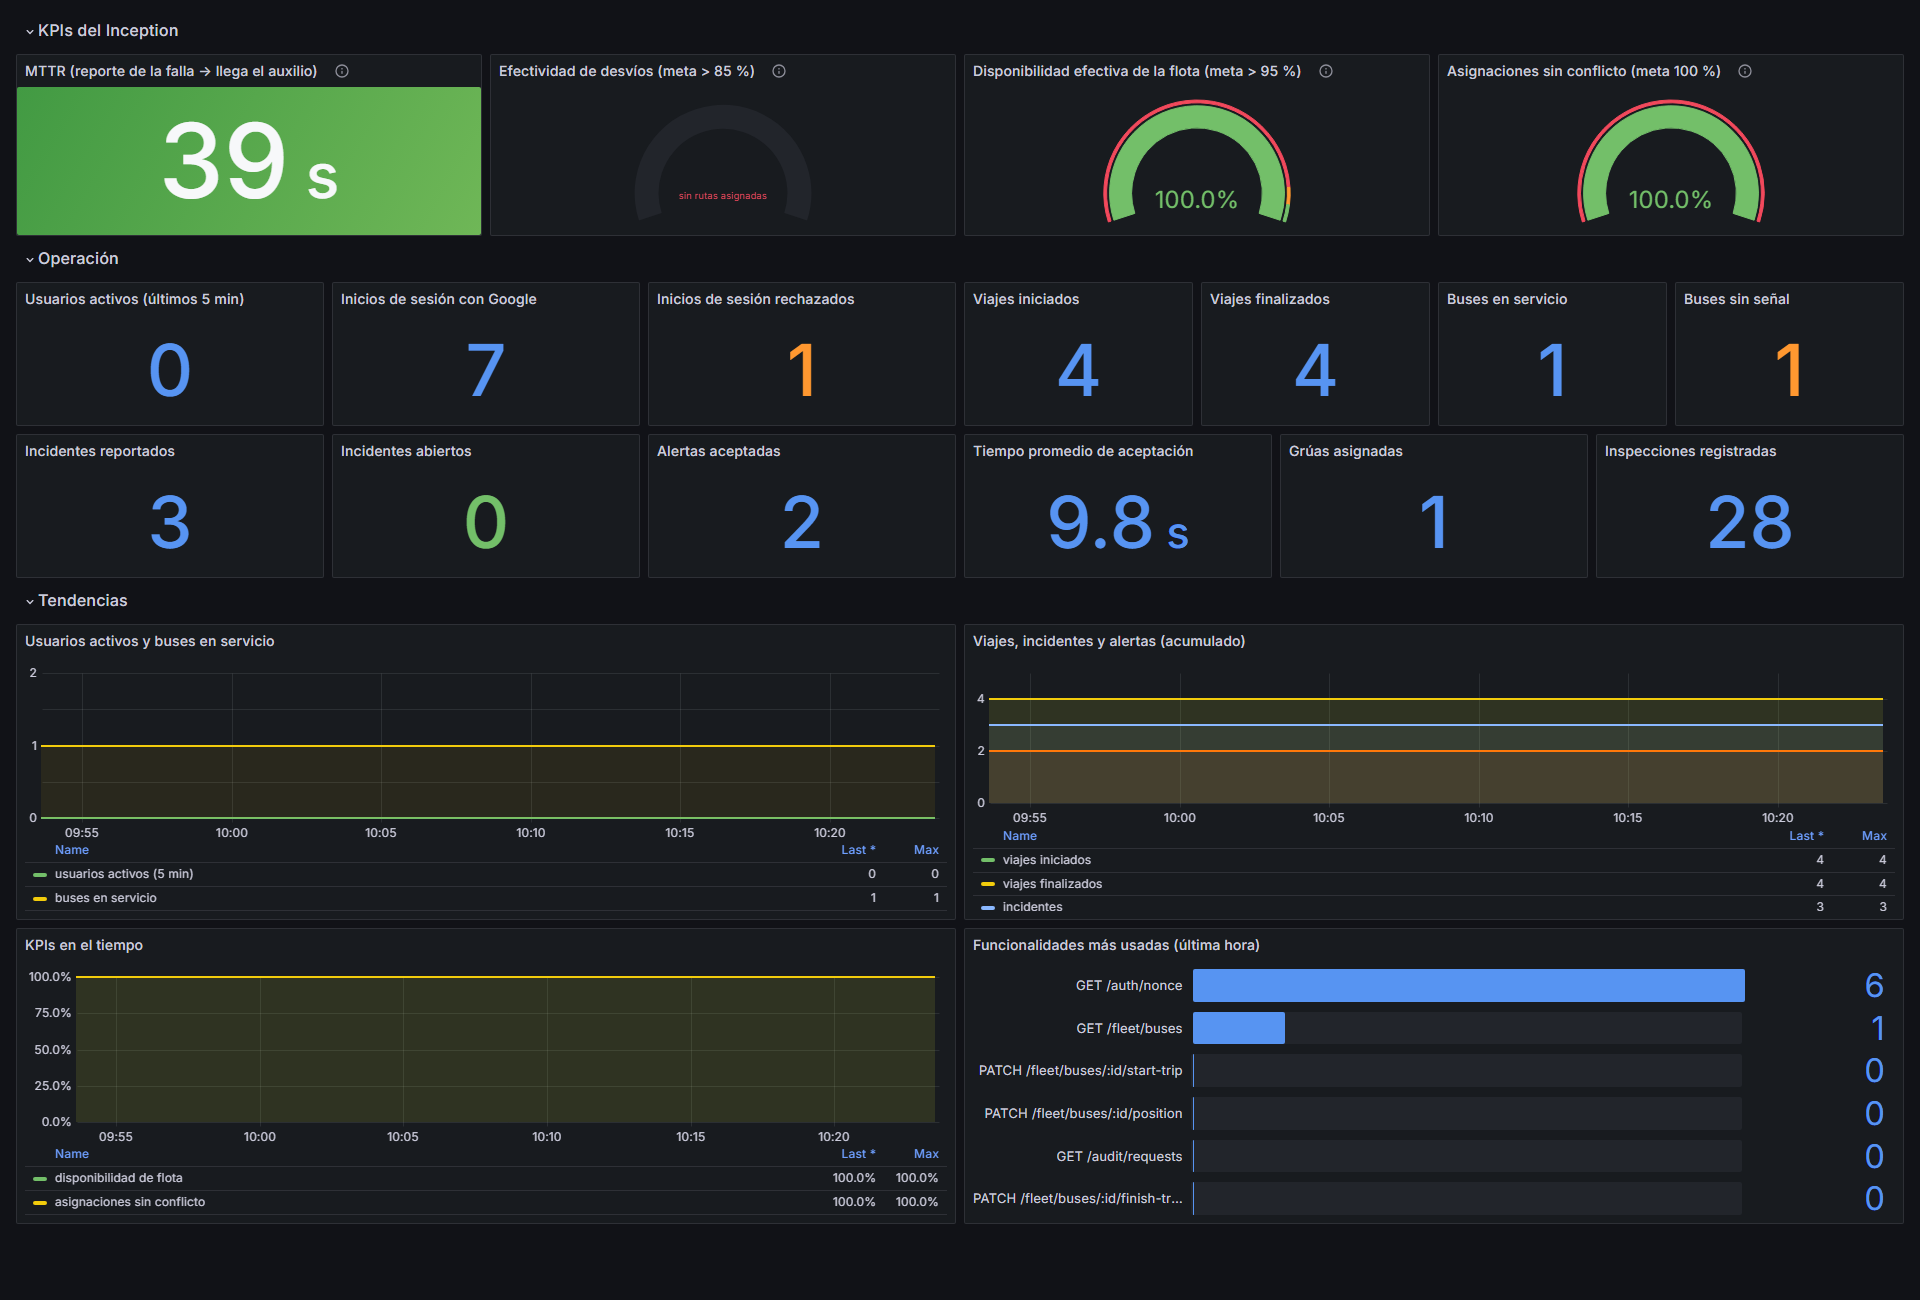 KPIs del Inception
MTTR (reporte de la falla → llega el auxilio)
39 s
Efectividad de desvíos (meta > 85 %)
sin rutas asignadas
Disponibilidad efectiva de la flota (meta > 95 %)
100.0%
Asignaciones sin conflicto (meta 100 %)
100.0%
Operación
Usuarios activos (últimos 5 min)
0
Inicios de sesión con Google
7
Inicios de sesión rechazados
1
Viajes iniciados
4
Viajes finalizados
4
Buses en servicio
1
Buses sin señal
1
Incidentes reportados
3
Incidentes abiertos
0
Alertas aceptadas
2
Tiempo promedio de aceptación
9.8 s
Grúas asignadas
1
Inspecciones registradas
28
Tendencias
Usuarios activos y buses en servicio
2
1
0
09:55 10:00 10:05 10:10 10:15 10:20
Name Last * Max
usuarios activos (5 min) 0 0
buses en servicio 1 1
Viajes, incidentes y alertas (acumulado)
4
2
0
09:55 10:00 10:05 10:10 10:15 10:20
Name Last * Max
viajes iniciados 4 4
viajes finalizados 4 4
incidentes 3 3
KPIs en el tiempo
100.0%
75.0%
50.0%
25.0%
0.0%
09:55 10:00 10:05 10:10 10:15 10:20
Name Last * Max
disponibilidad de flota 100.0% 100.0%
asignaciones sin conflicto 100.0% 100.0%
Funcionalidades más usadas (última hora)
GET /auth/nonce 6
GET /fleet/buses 1
PATCH /fleet/buses/:id/start-trip 0
PATCH /fleet/buses/:id/position 0
GET /audit/requests 0
PATCH /fleet/buses/:id/finish-tr... 0